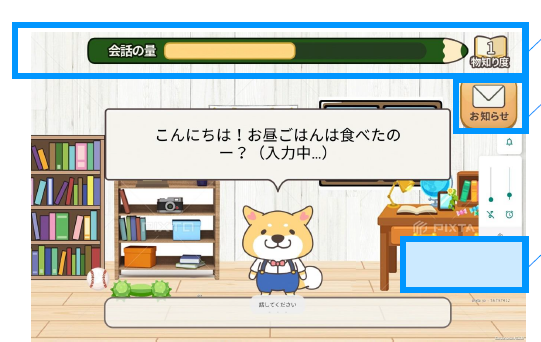 会話の量
1
物知り度
お知らせ
こんにちは！お昼ごはんは食べたの
ー？（入力中…）
PIXTA
話してください